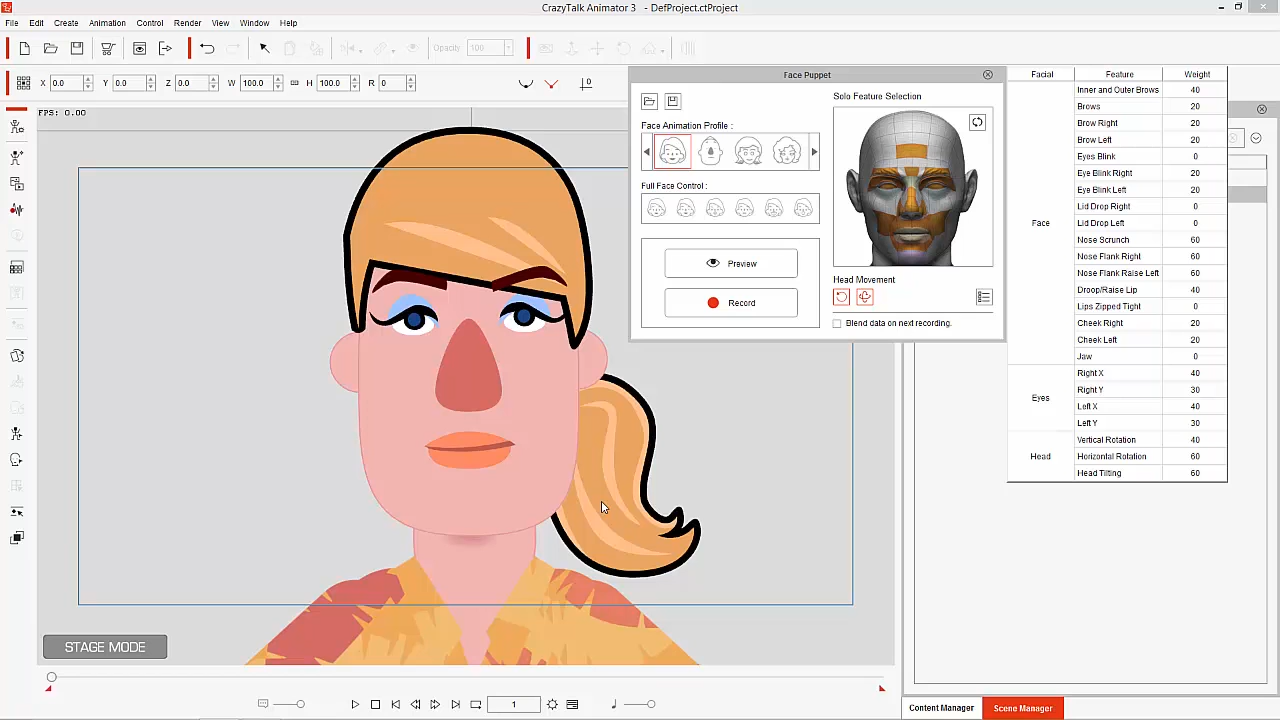 CrazyTalk Animator 3 - DefProject.ctProject
File Edit Create Animation Control Render View Window Help
Opacity 100
X 0.0 Y 0.0 Z 0.0 W 100.0 H 100.0 R 0
FPS: 0.00
Face Puppet
Face Animation Profile :
Full Face Control :
Preview
Record
Solo Feature Selection
Head Movement
Blend data on next recording.
Facial Feature Weight
Face
Inner and Outer Brows 40
Brows 20
Brow Right 20
Brow Left 20
Eyes Blink 0
Eye Blink Right 20
Eye Blink Left 20
Lid Drop Right 0
Lid Drop Left 0
Nose Scrunch 60
Nose Flank Right 60
Nose Flank Raise Left 60
Droop/Raise Lip 40
Lips Zipped Tight 0
Cheek Right 20
Cheek Left 20
Jaw 0
Eyes
Right X 40
Right Y 30
Left X 40
Left Y 30
Head
Vertical Rotation 40
Horizontal Rotation 60
Head Tilting 60
STAGE MODE
1
Content Manager Scene Manager